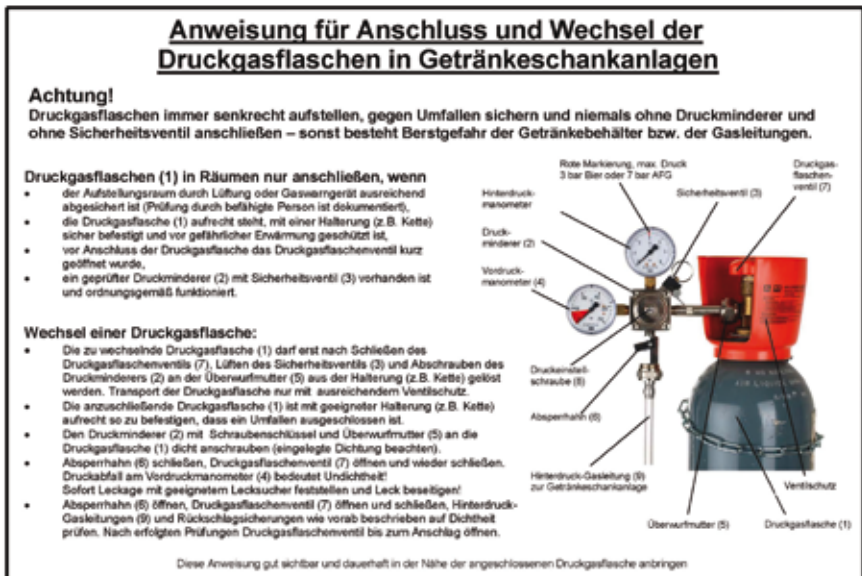 Anweisung für Anschluss und Wechsel der
Druckgasflaschen in Getränkeschankanlagen
Achtung!
Druckgasflaschen immer senkrecht aufstellen, gegen Umfallen sichern und niemals ohne Druckminderer und
ohne Sicherheitsventil anschließen – sonst besteht Berstgefahr der Getränkebehälter bzw. der Gasleitungen.
Druckgasflaschen (1) in Räumen nur anschließen, wenn
• der Aufstellungsraum durch Lüftung oder Gaswarngerät ausreichend
abgesichert ist (Prüfung durch befähigte Person ist dokumentiert),
• die Druckgasflasche (1) aufrecht steht, mit einer Halterung (z.B. Kette)
sicher befestigt und vor gefährlicher Erwärmung geschützt ist,
• vor Anschluss der Druckgasflasche das Druckgasflaschenventil kurz
geöffnet wurde,
• ein geprüfter Druckminderer (2) mit Sicherheitsventil (3) vorhanden ist
und ordnungsgemäß funktioniert.
Wechsel einer Druckgasflasche:
• Die zu wechselnde Druckgasflasche (1) darf erst nach Schließen des
Druckgasflaschenventils (7), Lüften des Sicherheitsventils (3) und Abschrauben des
Druckminderers (2) an der Überwurfmutter (5) aus der Halterung (z.B. Kette) gelöst
werden. Transport der Druckgasflasche nur mit ausreichendem Ventilschutz.
• Die anzuschließende Druckgasflasche (1) ist mit geeigneter Halterung (z.B. Kette)
aufrecht so zu befestigen, dass ein Umfallen ausgeschlossen ist.
• Den Druckminderer (2) mit Schraubenschlüssel und Überwurfmutter (5) an die
Druckgasflasche (1) dicht anschrauben (eingelegte Dichtung beachten).
• Absperrhahn (6) schließen, Druckgasflaschenventil (7) öffnen und wieder schließen.
Druckabfall am Vordruckmanometer (4) bedeutet Undichtheit!
Sofort Leckage mit geeignetem Lecksucher feststellen und Leck beseitigen!
• Absperrhahn (6) öffnen, Druckgasflaschenventil (7) öffnen und schließen, Hinterdruck-
Gasleitungen (9) und Rückschlagsicherungen wie vorab beschrieben auf Dichtheit
prüfen. Nach erfolgten Prüfungen Druckgasflaschenventil bis zum Anschlag öffnen.
Rote Markierung, max. Druck
3 bar Bier oder 7 bar AFG
Druckgas-
flaschen-
ventil (7)
Hinterdruck-
manometer
Sicherheitsventil (3)
Druck-
minderer (2)
Vordruck-
manometer (4)
Druckeinstell-
schraube (8)
Absperrhahn (6)
AIR LIQUIDE
Hinterdruck-Gasleitung (9)
zur Getränkeschankanlage
Ventilschutz
Überwurfmutter (5)
Druckgasflasche (1)
Diese Anweisung gut sichtbar und dauerhaft in der Nähe der angeschlossenen Druckgasflasche anbringen